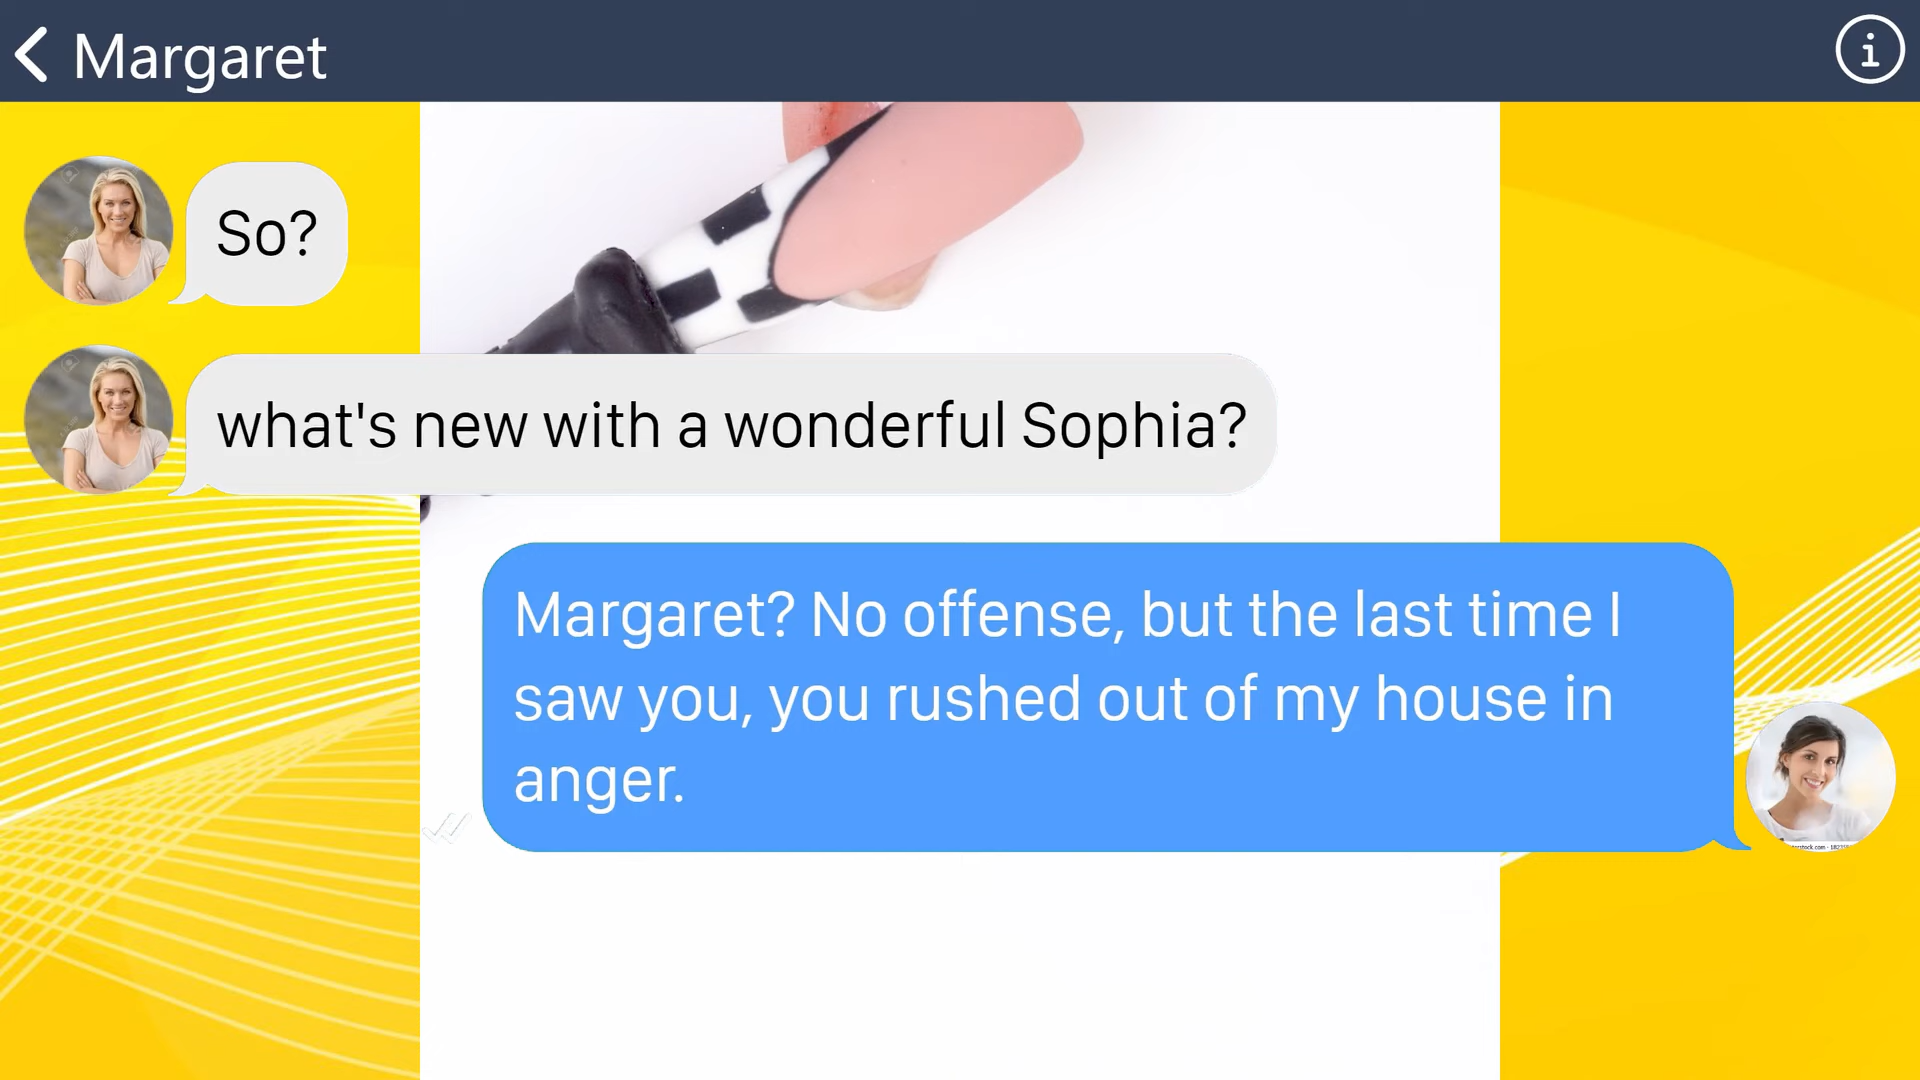 Margaret
So?
what's new with a wonderful Sophia?
Margaret? No offense, but the last time I
saw you, you rushed out of my house in
anger.